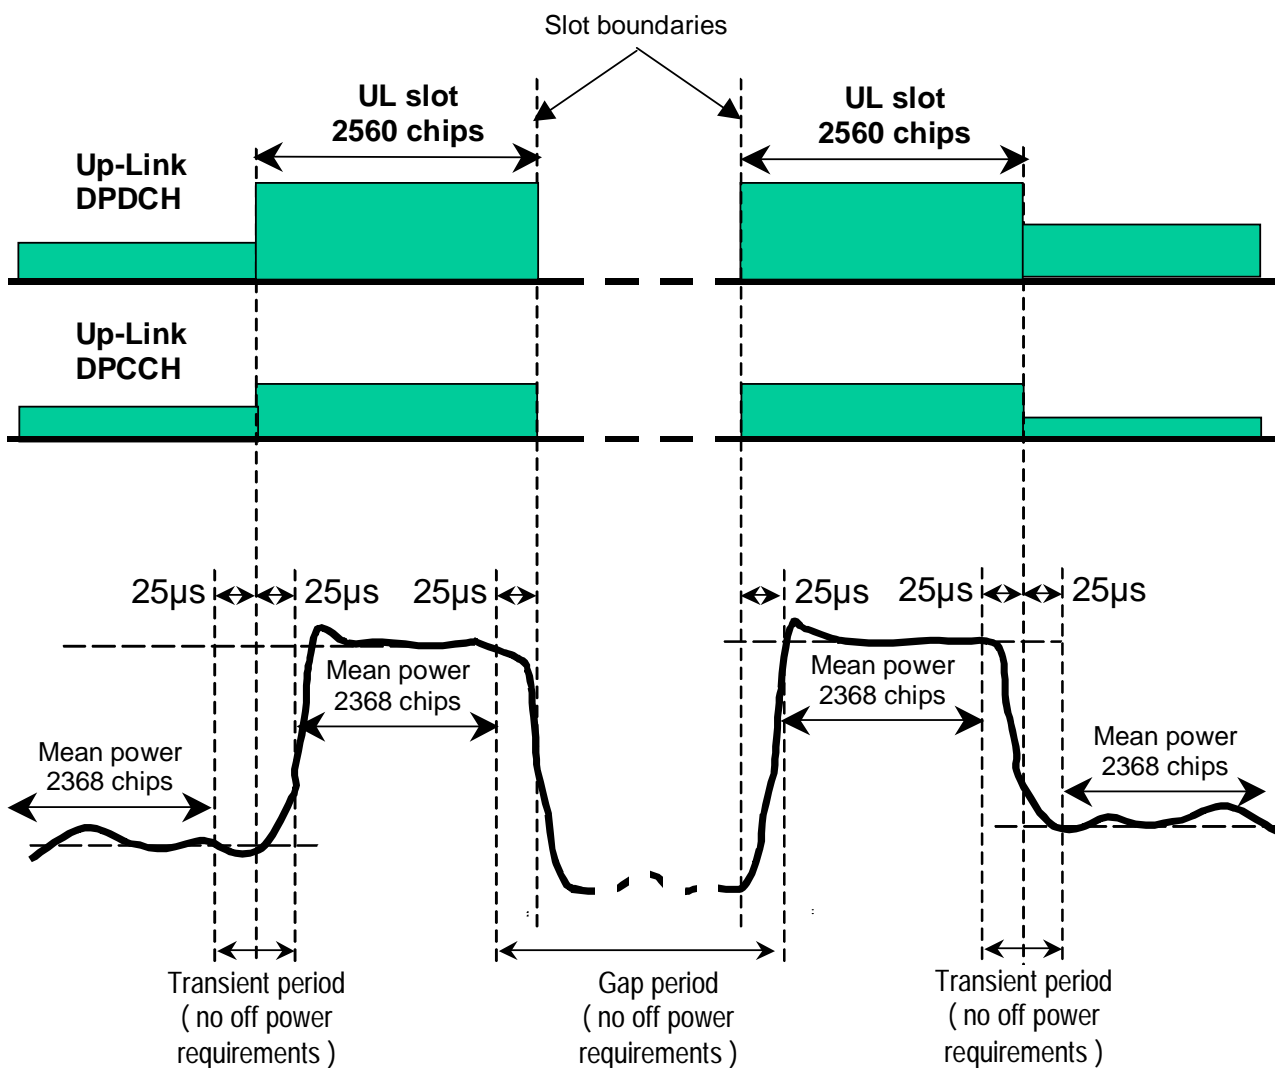 Slot boundaries
UL slot
2560 chips
UL slot
2560 chips
Up-Link
DPDCH
Up-Link
DPCCH
25µs
25µs
25µs
25µs
25µs
25µs
Mean power
2368 chips
Mean power
2368 chips
Mean power
2368 chips
Mean power
2368 chips
Transient period
( no off power
requirements )
Gap period
( no off power
requirements )
Transient period
( no off power
requirements )